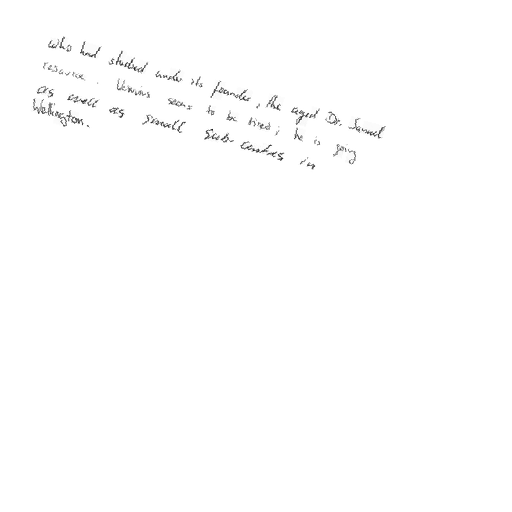 who had studied under its founder, the aged Dr. Samuel
resource. Verwins seems to be tired; he is going
as well as small sub-centres in
Wellington.